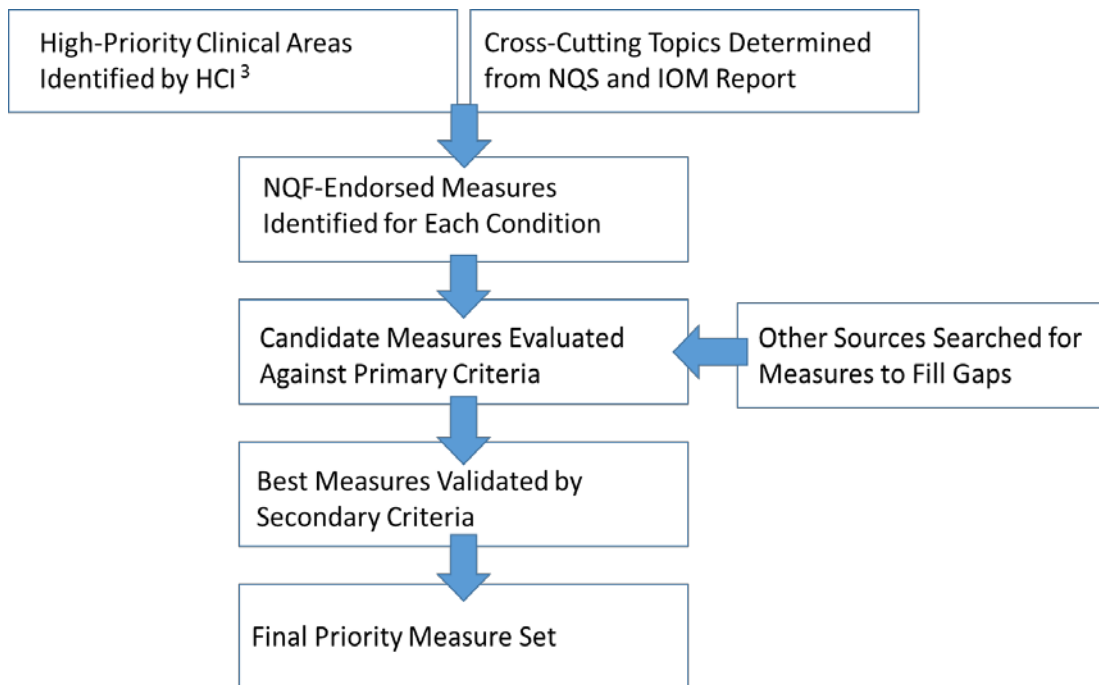 High-Priority Clinical Areas
Identified by HCI³
Cross-Cutting Topics Determined
from NQS and IOM Report
NQF-Endorsed Measures
Identified for Each Condition
Candidate Measures Evaluated
Against Primary Criteria
Other Sources Searched for
Measures to Fill Gaps
Best Measures Validated by
Secondary Criteria
Final Priority Measure Set